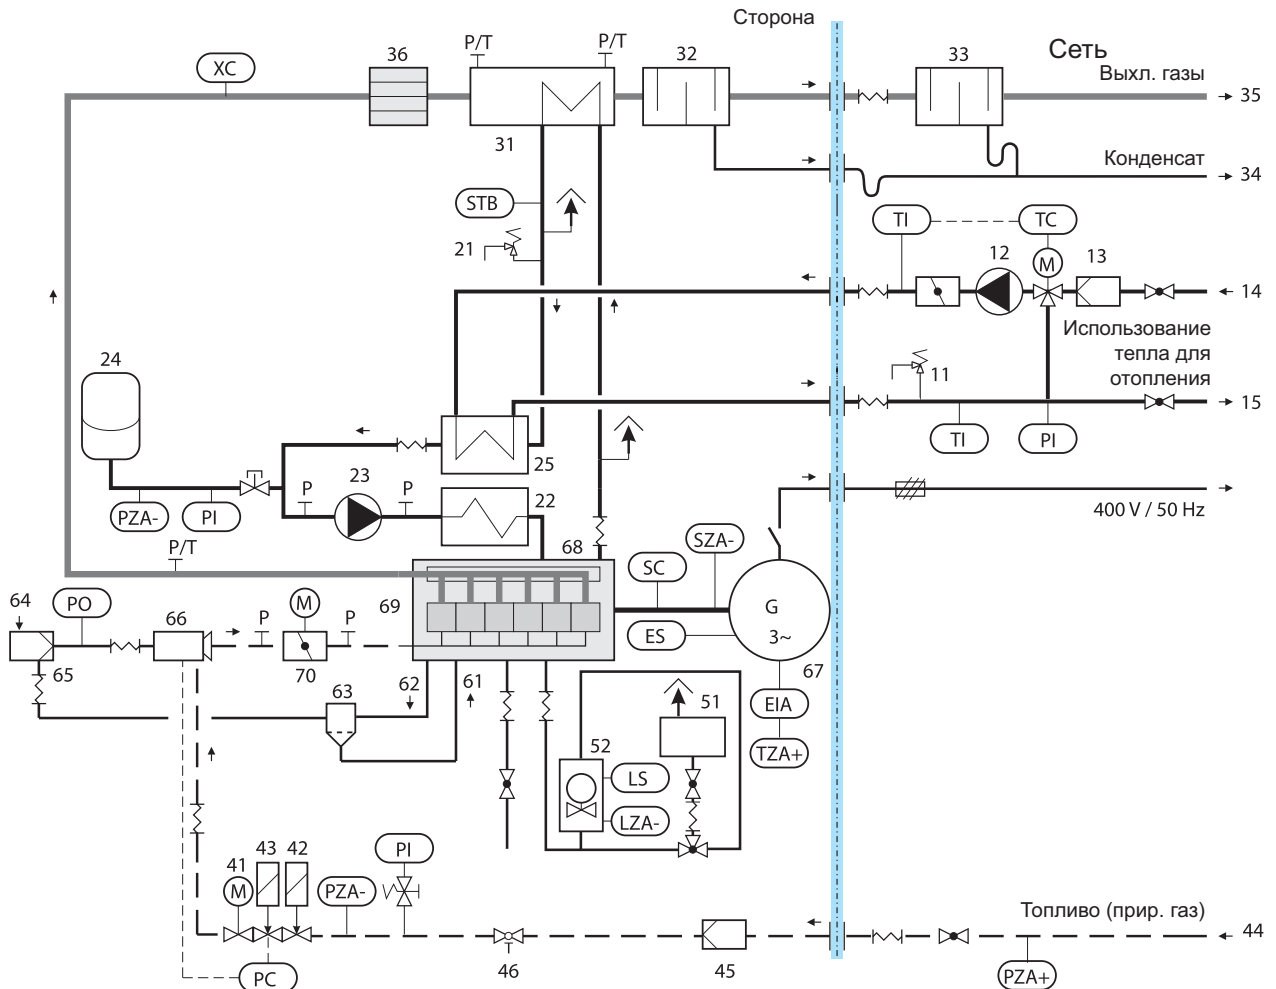 Сторона
Сеть
P/T
P/T
XC
36
32
33
Выхл. газы
35
31
Конденсат
34
STB
21
TI
TC
12
M
13
14
Использование
тепла для
отопления
24
11
15
25
TI
PI
23
22
P
P
PZA-
PI
400 V / 50 Hz
P/T
68
SZA-
SC
64
PO
66
M
69
P
P
G
3~
ES
65
70
62
61
67
63
51
EIA
52
TZA+
LS
LZA-
41
43
42
PI
M
PZA-
Топливо (прир. газ)
44
46
45
PC
PZA+